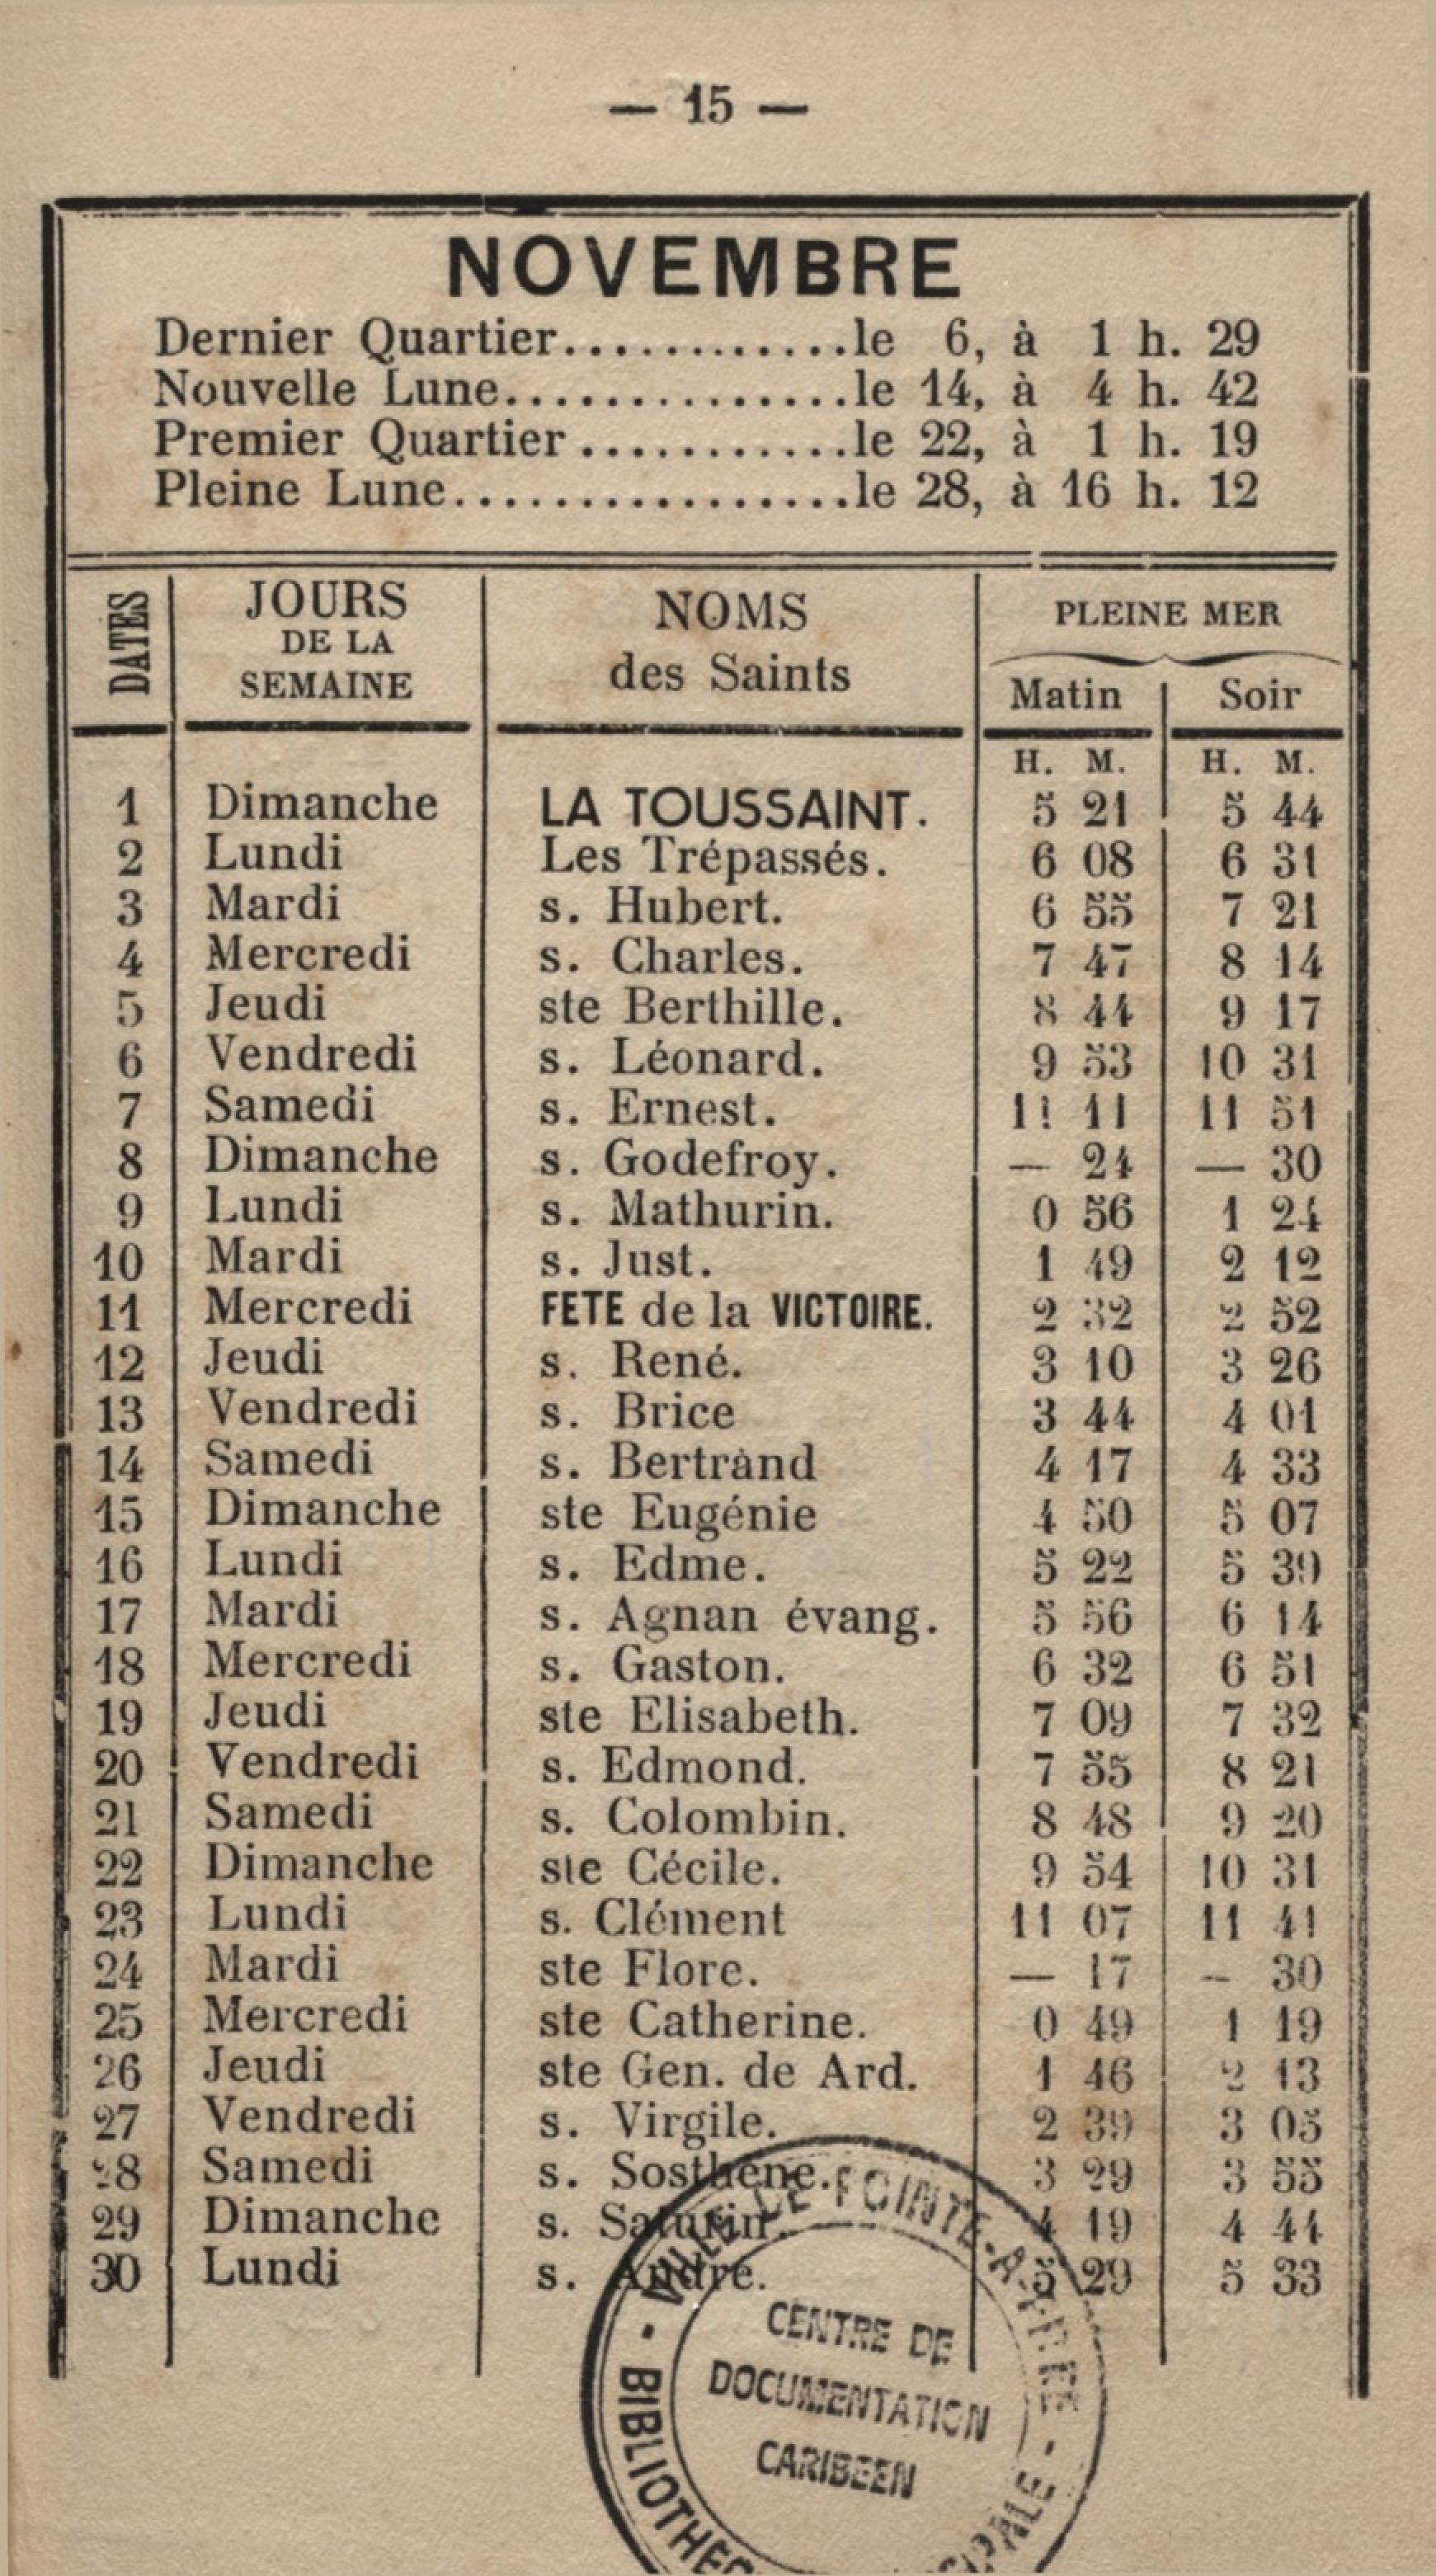 — 15 —
NOVEMBRE
Dernier Quartier............le 6, à 1 h. 29
Nouvelle Lune..............le 14, à 4 h. 42
Premier Quartier...........le 22, à 1 h. 19
Pleine Lune................le 28, à 16 h. 12
DATES JOURS DE LA SEMAINE NOMS des Saints PLEINE MER
Matin Soir
H. M. H. M.
1 Dimanche LA TOUSSAINT. 5 21 5 44
2 Lundi Les Trépassés. 6 08 6 31
3 Mardi s. Hubert. 6 55 7 21
4 Mercredi s. Charles. 7 47 8 14
5 Jeudi ste Berthille. 8 44 9 17
6 Vendredi s. Léonard. 9 53 10 31
7 Samedi s. Ernest. 11 11 11 51
8 Dimanche s. Godefroy. — 24 — 30
9 Lundi s. Mathurin. 0 56 1 24
10 Mardi s. Just. 1 49 2 12
11 Mercredi FETE de la VICTOIRE. 2 32 2 52
12 Jeudi s. René. 3 10 3 26
13 Vendredi s. Brice 3 44 4 01
14 Samedi s. Bertrand 4 17 4 33
15 Dimanche ste Eugénie 4 50 5 07
16 Lundi s. Edme. 5 22 5 39
17 Mardi s. Agnan évang. 5 56 6 14
18 Mercredi s. Gaston. 6 32 6 51
19 Jeudi ste Elisabeth. 7 09 7 32
20 Vendredi s. Edmond. 7 55 8 21
21 Samedi s. Colombin. 8 48 9 20
22 Dimanche ste Cécile. 9 54 10 31
23 Lundi s. Clément 11 07 11 41
24 Mardi ste Flore. — 17 – 30
25 Mercredi ste Catherine. 0 49 1 19
26 Jeudi ste Gen. de Ard. 1 46 2 13
27 Vendredi s. Virgile. 2 39 3 05
28 Samedi s. Sosthène. 3 29 3 55
29 Dimanche s. Saturin. 4 19 4 44
30 Lundi s. André. 5 29 5 33
VILLE DE POINTE-A-PITRE
CENTRE DE
DOCUMENTATION
CARIBEEN